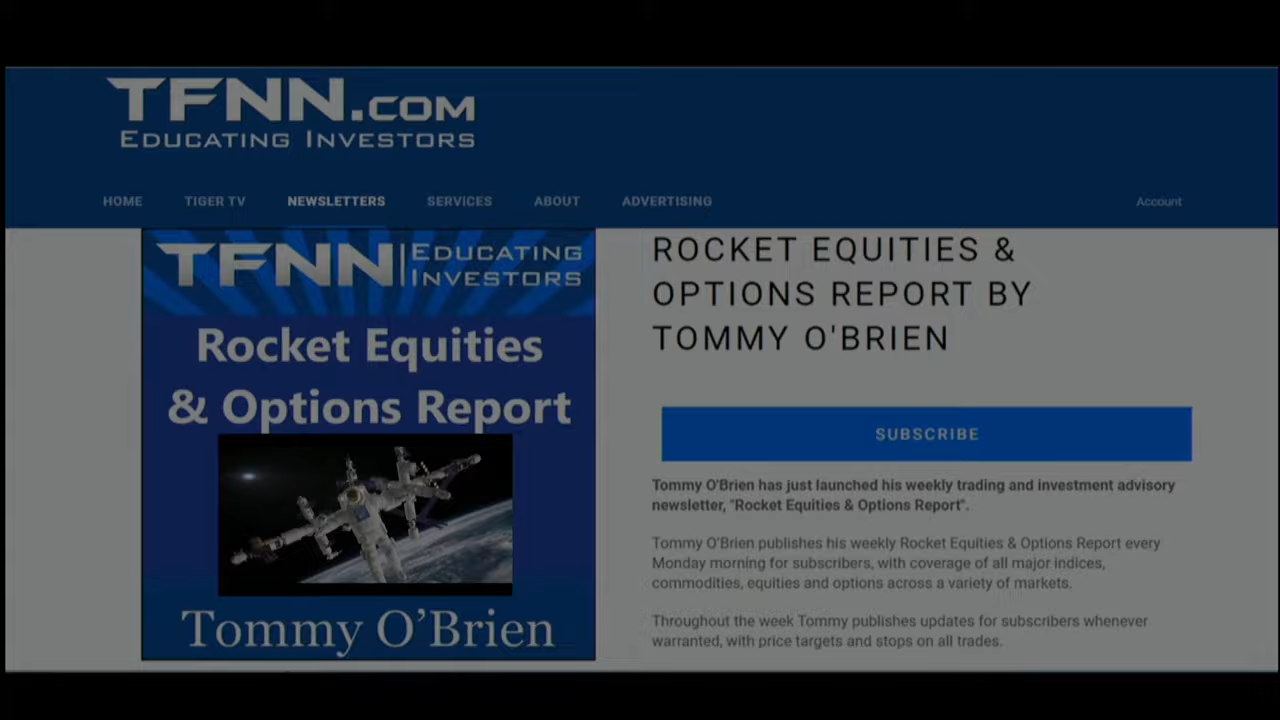 TFNN.COM
EDUCATING INVESTORS
HOME TIGER TV NEWSLETTERS SERVICES ABOUT ADVERTISING Account
TFNN EDUCATING
INVESTORS
Rocket Equities
& Options Report
Tommy O'Brien
ROCKET EQUITIES &
OPTIONS REPORT BY
TOMMY O'BRIEN
SUBSCRIBE
Tommy O'Brien has just launched his weekly trading and investment advisory
newsletter, "Rocket Equities & Options Report".
Tommy O'Brien publishes his weekly Rocket Equities & Options Report every
Monday morning for subscribers, with coverage of all major indices,
commodities, equities and options across a variety of markets.
Throughout the week Tommy publishes updates for subscribers whenever
warranted, with price targets and stops on all trades.